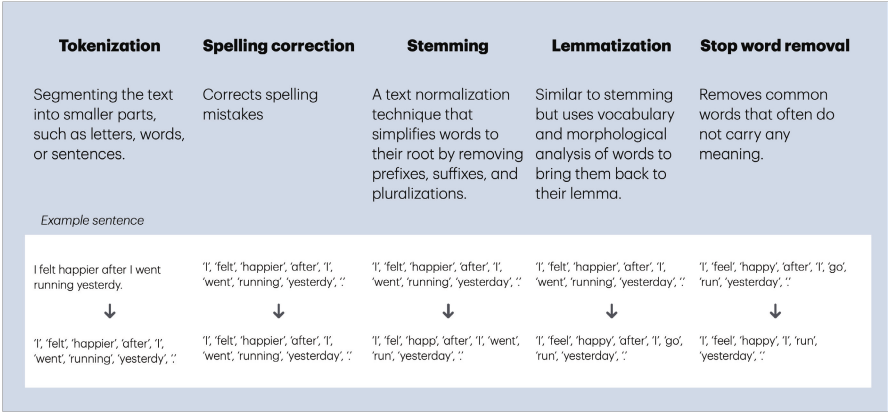 Tokenization
Segmenting the text
into smaller parts,
such as letters, words,
or sentences.
Spelling correction
Corrects spelling
mistakes
Stemming
A text normalization
technique that
simplifies words to
their root by removing
prefixes, suffixes, and
pluralizations.
Lemmatization
Similar to stemming
but uses vocabulary
and morphological
analysis of words to
bring them back to
their lemma.
Stop word removal
Removes common
words that often do
not carry any
meaning.
Example sentence
I felt happier after I went
running yesterdy.
↓
‘I’, ‘felt’, ‘happier’, ‘after’, ‘I’,
‘went’, ‘running’, ‘yesterdy’, ‘.’
‘I’, ‘felt’, ‘happier’, ‘after’, ‘I’,
‘went’, ‘running’, ‘yesterdy’, ‘.’
↓
‘I’, ‘felt’, ‘happier’, ‘after’, ‘I’,
‘went’, ‘running’, ‘yesterday’, ‘.’
‘I’, ‘felt’, ‘happier’, ‘after’, ‘I’,
‘went’, ‘running’, ‘yesterday’, ‘.’
↓
‘I’, ‘fel’, ‘happ’, ‘after’, ‘I’, ‘went’,
‘run’, ‘yesterday’, ‘.’
‘I’, ‘felt’, ‘happier’, ‘after’, ‘I’,
‘went’, ‘running’, ‘yesterday’, ‘.’
↓
‘I’, ‘feel’, ‘happy’, ‘after’, ‘I’, ‘go’,
‘run’, ‘yesterday’, ‘.’
‘I’, ‘feel’, ‘happy’, ‘after’, ‘I’, ‘go’,
‘run’, ‘yesterday’, ‘.’
↓
‘I’, ‘feel’, ‘happy’, ‘I’, ‘run’,
‘yesterday’, ‘.’